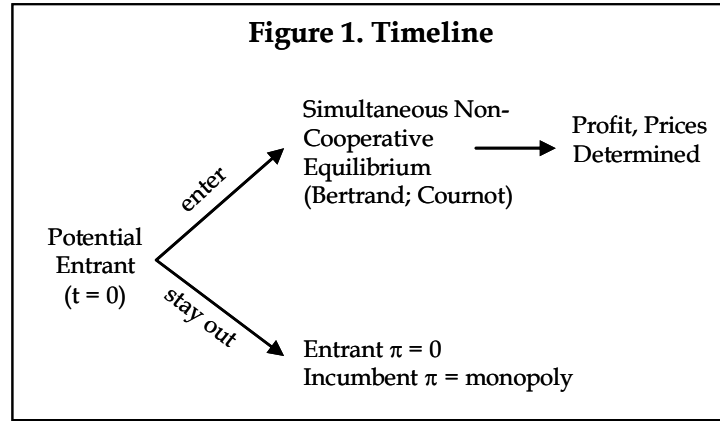 Figure 1. Timeline
Simultaneous Non-
Cooperative
Equilibrium
(Bertrand; Cournot)
Profit, Prices
Determined
enter
Potential
Entrant
(t = 0)
stay out
Entrant π = 0
Incumbent π = monopoly